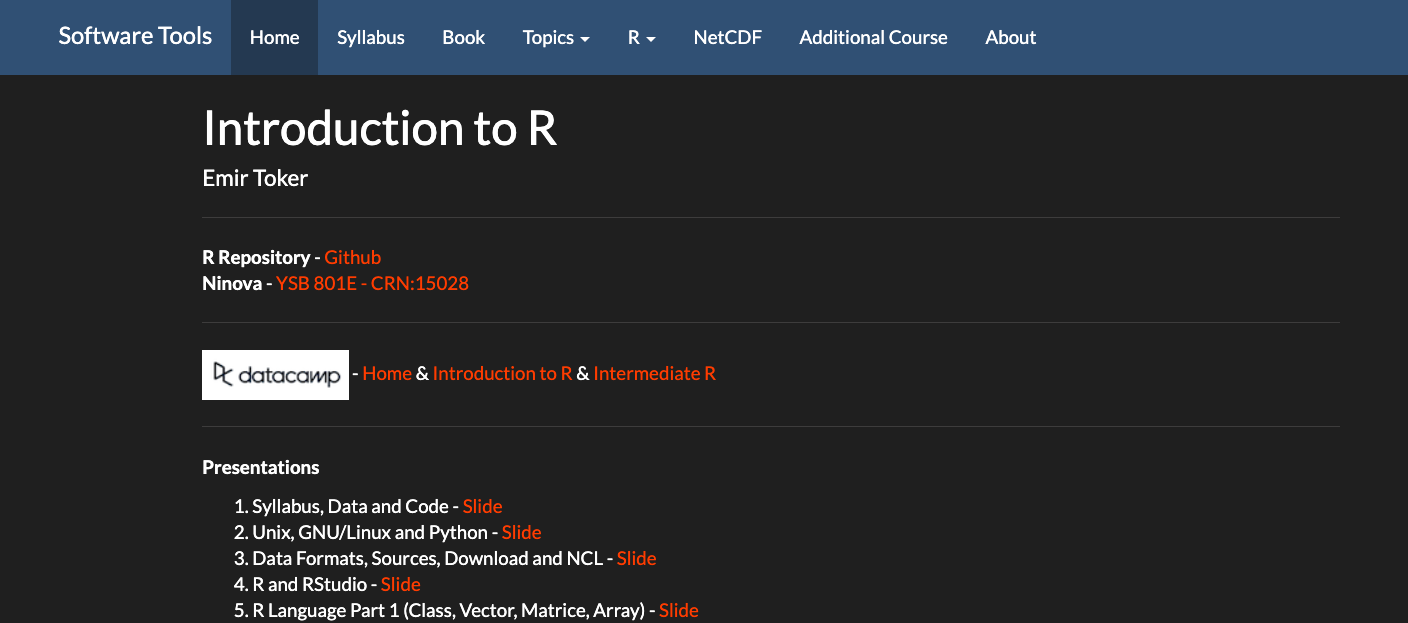 Software Tools Home Syllabus Book Topics R NetCDF Additional Course About
Introduction to R
Emir Toker
R Repository - Github
Ninova - YSB 801E - CRN:15028
datacamp - Home & Introduction to R & Intermediate R
Presentations
1. Syllabus, Data and Code - Slide
2. Unix, GNU/Linux and Python - Slide
3. Data Formats, Sources, Download and NCL - Slide
4. R and RStudio - Slide
5. R Language Part 1 (Class, Vector, Matrice, Array) - Slide